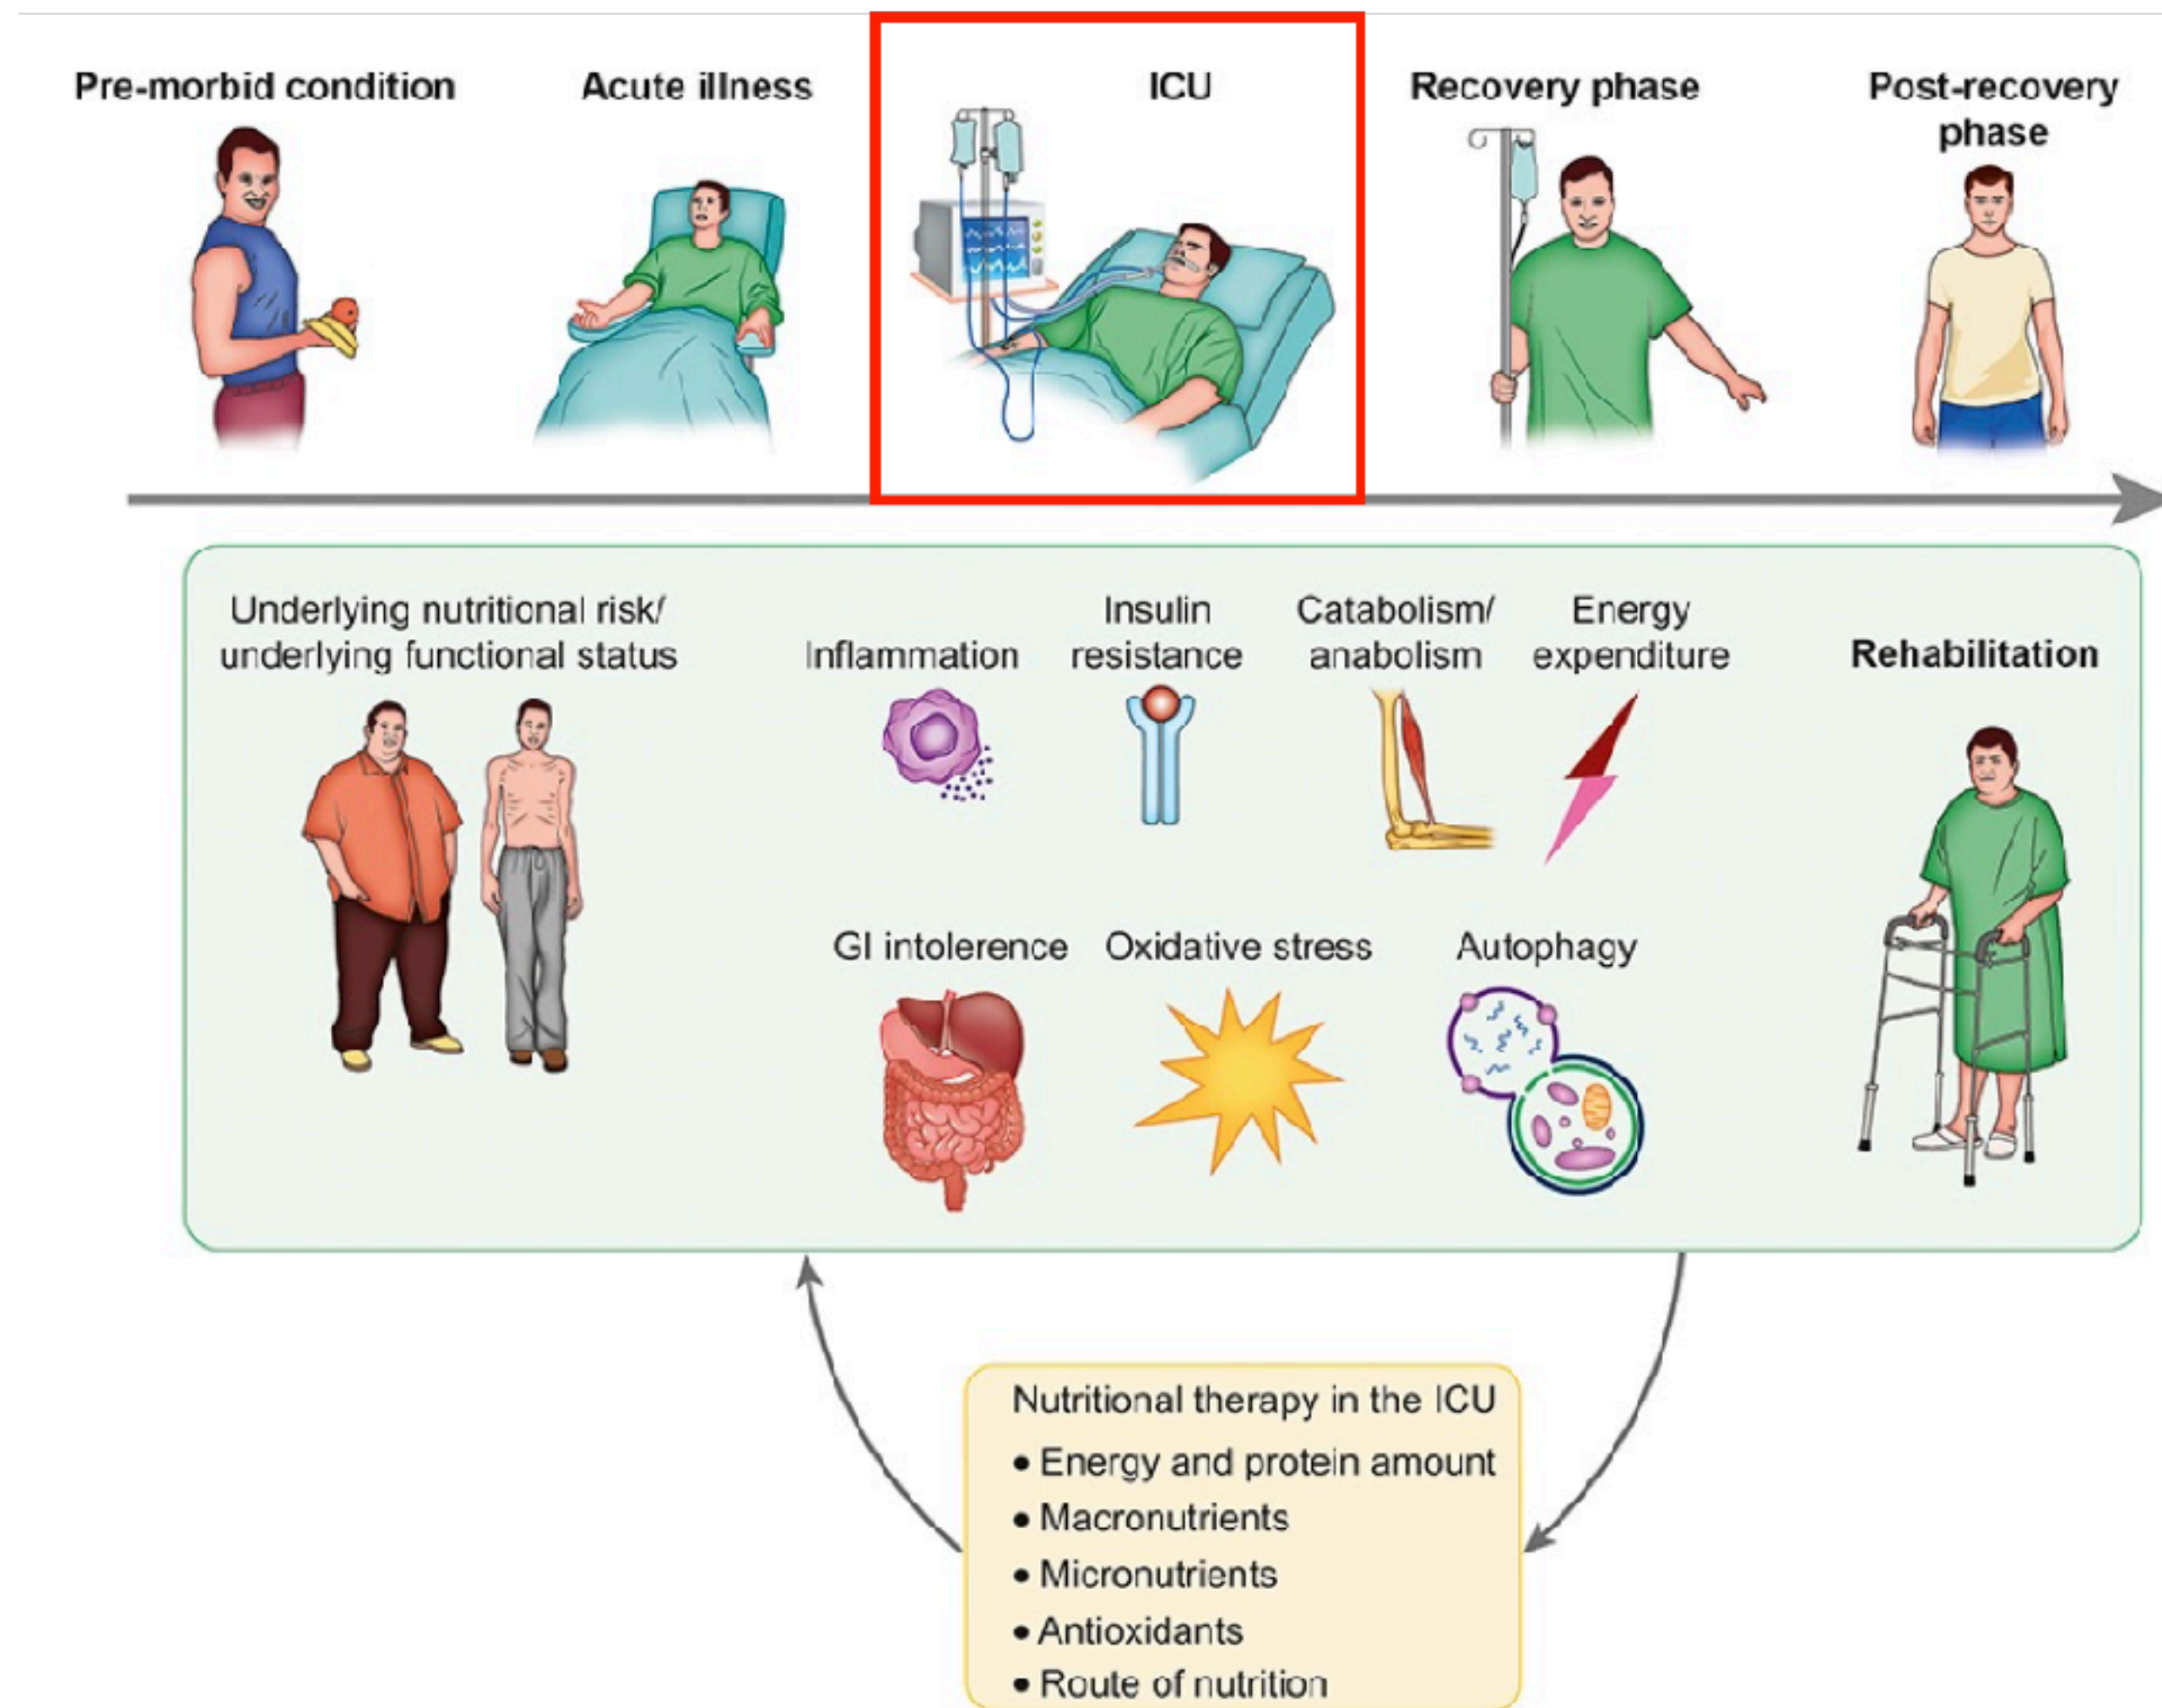 Pre-morbid condition
Acute illness
ICU
Recovery phase
Post-recovery
phase
Underlying nutritional risk/
underlying functional status
Inflammation
Insulin
resistance
Catabolism/
anabolism
Energy
expenditure
Rehabilitation
GI intolerence
Oxidative stress
Autophagy
Nutritional therapy in the ICU
• Energy and protein amount
• Macronutrients
• Micronutrients
• Antioxidants
• Route of nutrition